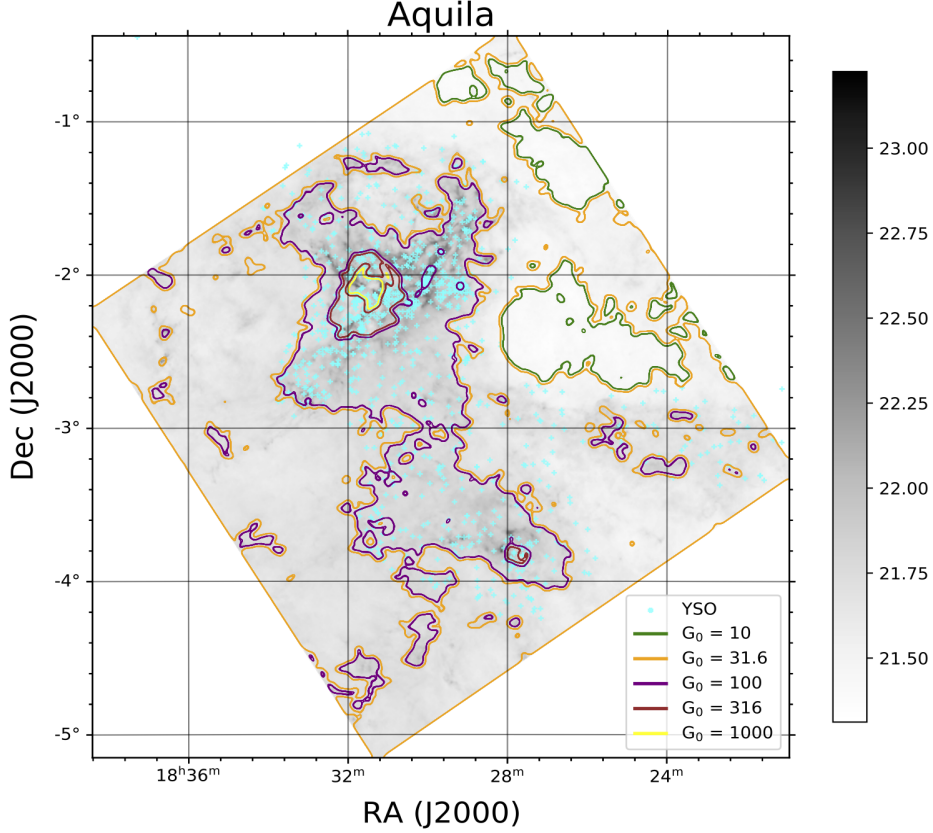 Aquila
-1°
-2°
-3°
-4°
-5°
Dec (J2000)
18ʰ36ᵐ
32ᵐ
28ᵐ
24ᵐ
RA (J2000)
YSO
G₀ = 10
G₀ = 31.6
G₀ = 100
G₀ = 316
G₀ = 1000
23.00
22.75
22.50
22.25
22.00
21.75
21.50